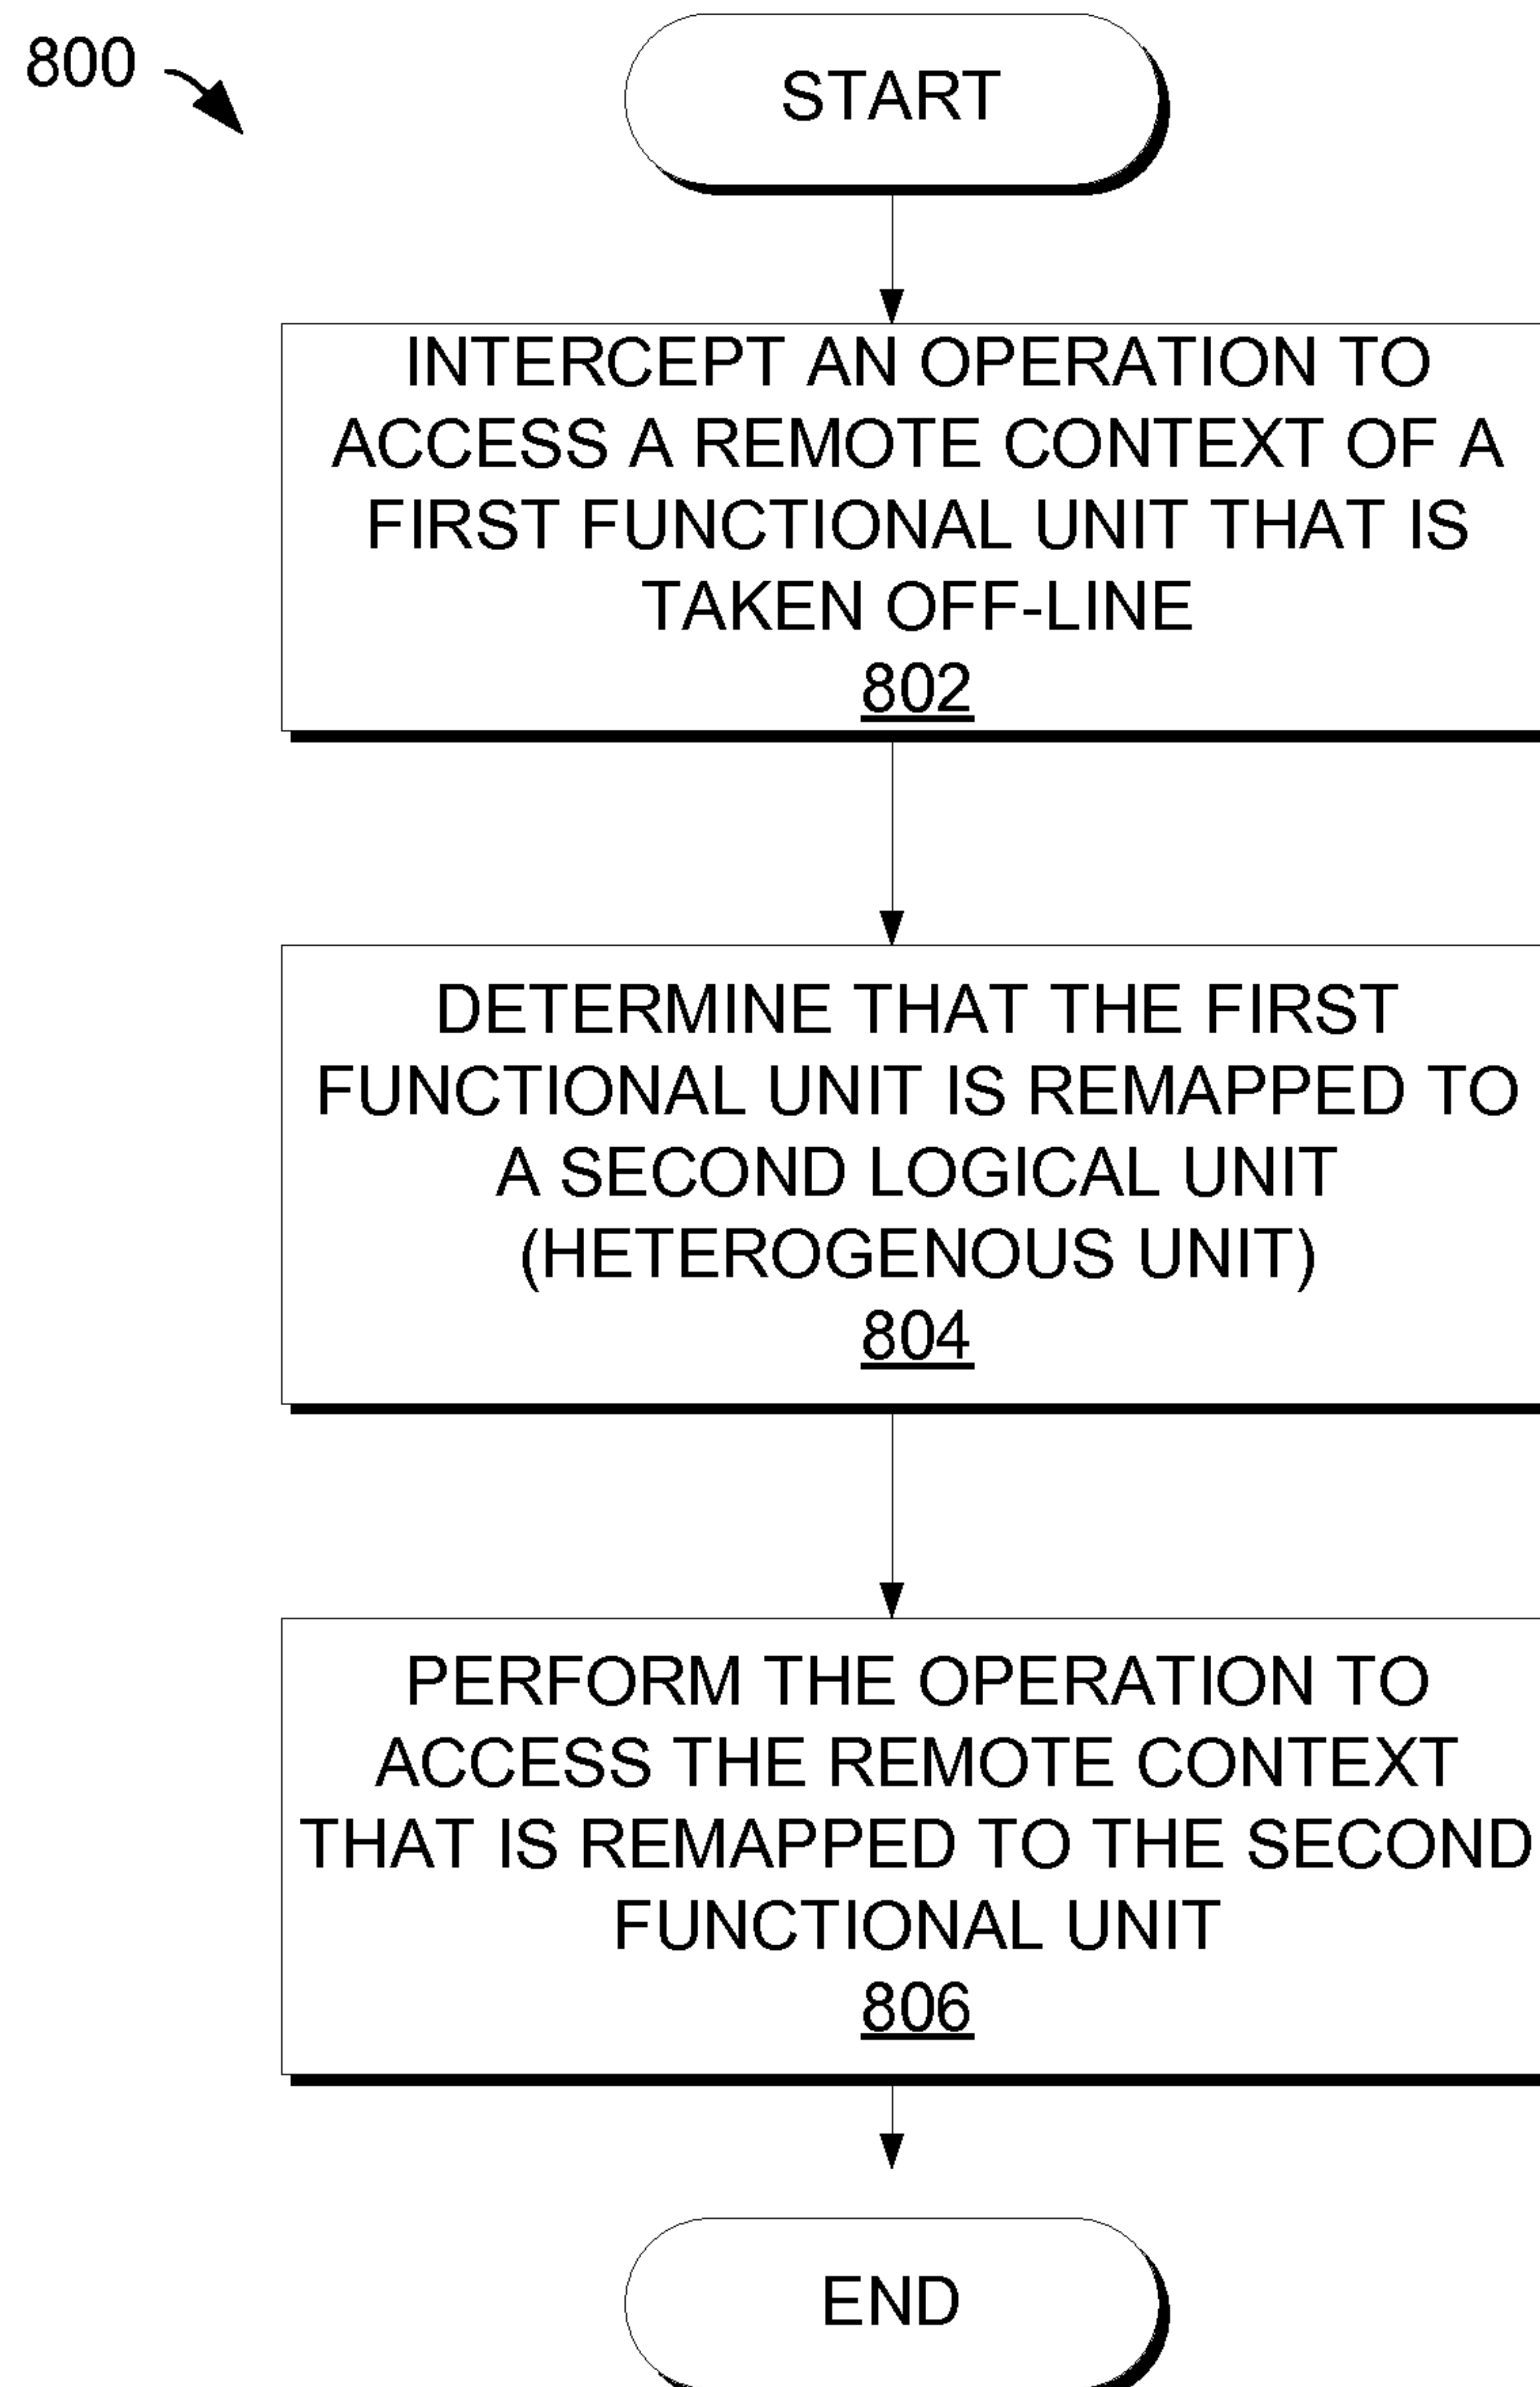 800
START
INTERCEPT AN OPERATION TO
ACCESS A REMOTE CONTEXT OF A
FIRST FUNCTIONAL UNIT THAT IS
TAKEN OFF-LINE
802
DETERMINE THAT THE FIRST
FUNCTIONAL UNIT IS REMAPPED TO
A SECOND LOGICAL UNIT
(HETEROGENOUS UNIT)
804
PERFORM THE OPERATION TO
ACCESS THE REMOTE CONTEXT
THAT IS REMAPPED TO THE SECOND
FUNCTIONAL UNIT
806
END